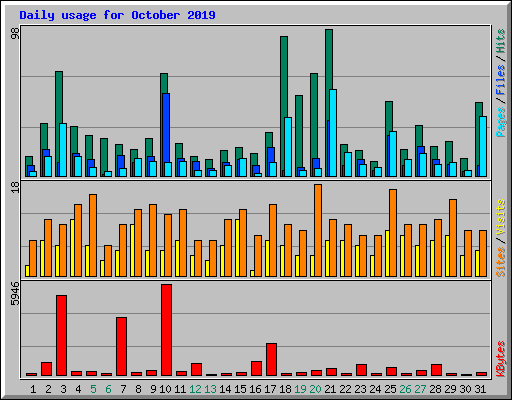 Daily usage for October 2019
98
Pages / Files / Hits
18
Sites / Visits
5946
KBytes
1 2 3 4 5 6 7 8 9 10 11 12 13 14 15 16 17 18 19 20 21 22 23 24 25 26 27 28 29 30 31